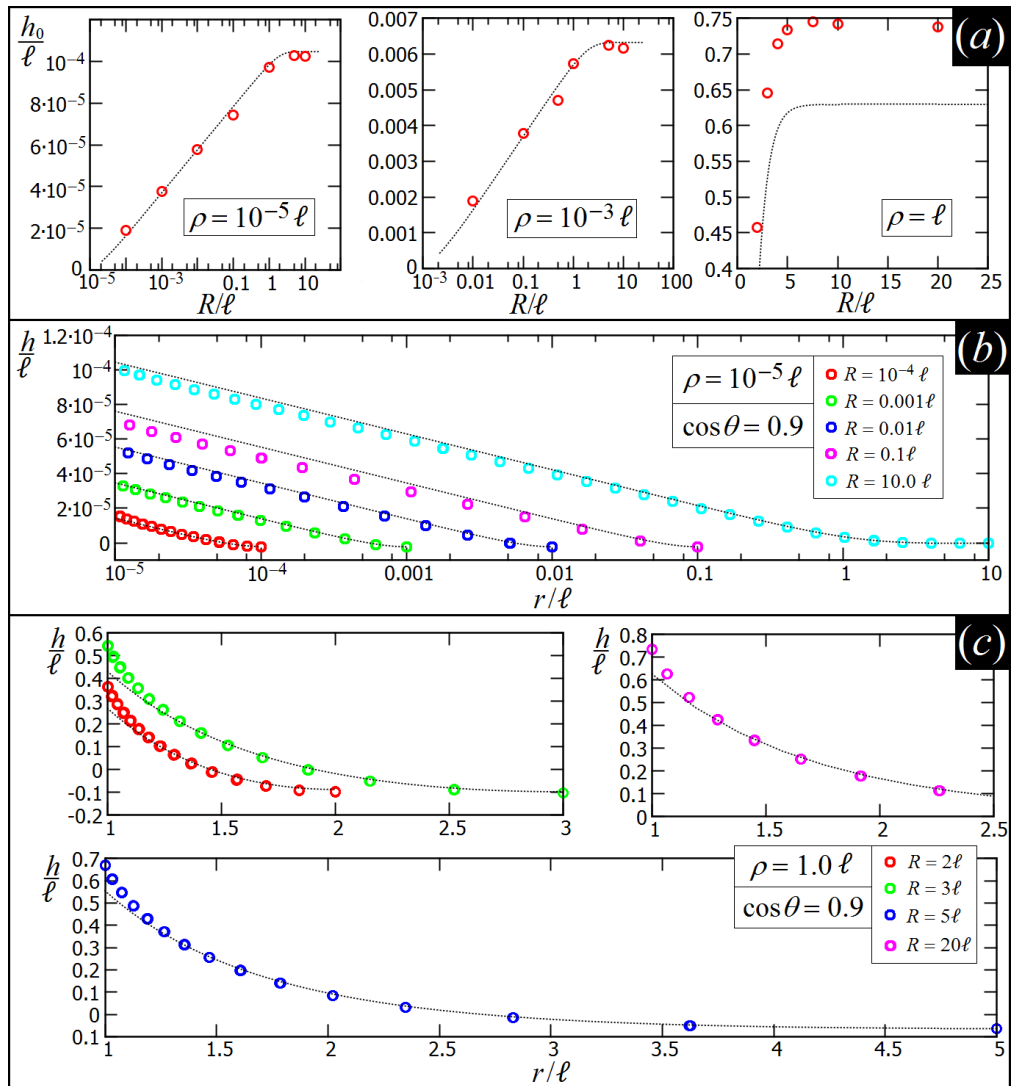 h₀/ℓ
(a)
10⁻⁴
8·10⁻⁵
6·10⁻⁵
4·10⁻⁵
2·10⁻⁵
0
10⁻⁵ 10⁻³ 0.1 1 10
R/ℓ
ρ = 10⁻⁵ ℓ
0.007
0.006
0.005
0.004
0.003
0.002
0.001
0
10⁻³ 0.01 0.1 1 10 100
R/ℓ
ρ = 10⁻³ ℓ
0.75
0.7
0.65
0.6
0.55
0.5
0.45
0.4
0 5 10 15 20 25
R/ℓ
ρ = ℓ
h/ℓ
(b)
1.2·10⁻⁴
10⁻⁴
8·10⁻⁵
6·10⁻⁵
4·10⁻⁵
2·10⁻⁵
0
10⁻⁵ 10⁻⁴ 0.001 0.01 0.1 1 10
r/ℓ
ρ = 10⁻⁵ ℓ
cos θ = 0.9
R = 10⁻⁴ ℓ
R = 0.001ℓ
R = 0.01ℓ
R = 0.1ℓ
R = 10.0 ℓ
h/ℓ
(c)
0.6
0.5
0.4
0.3
0.2
0.1
0
-0.1
-0.2
1 1.5 2 2.5 3
h/ℓ
0.8
0.7
0.6
0.5
0.4
0.3
0.2
0.1
0
1 1.5 2 2.5
h/ℓ
0.7
0.6
0.5
0.4
0.3
0.2
0.1
0
0.1
1 1.5 2 2.5 3 3.5 4 4.5 5
r/ℓ
ρ = 1.0 ℓ
cos θ = 0.9
R = 2ℓ
R = 3ℓ
R = 5ℓ
R = 20ℓ